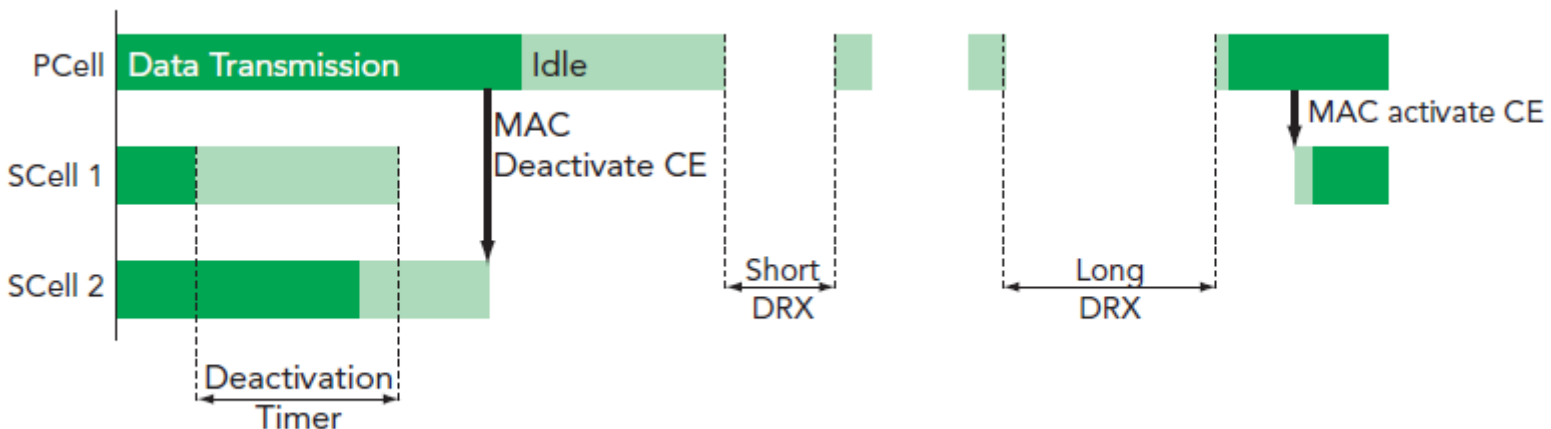 PCell
Data Transmission
Idle
MAC
Deactivate CE
MAC activate CE
SCell 1
SCell 2
Short
DRX
Long
DRX
Deactivation
Timer